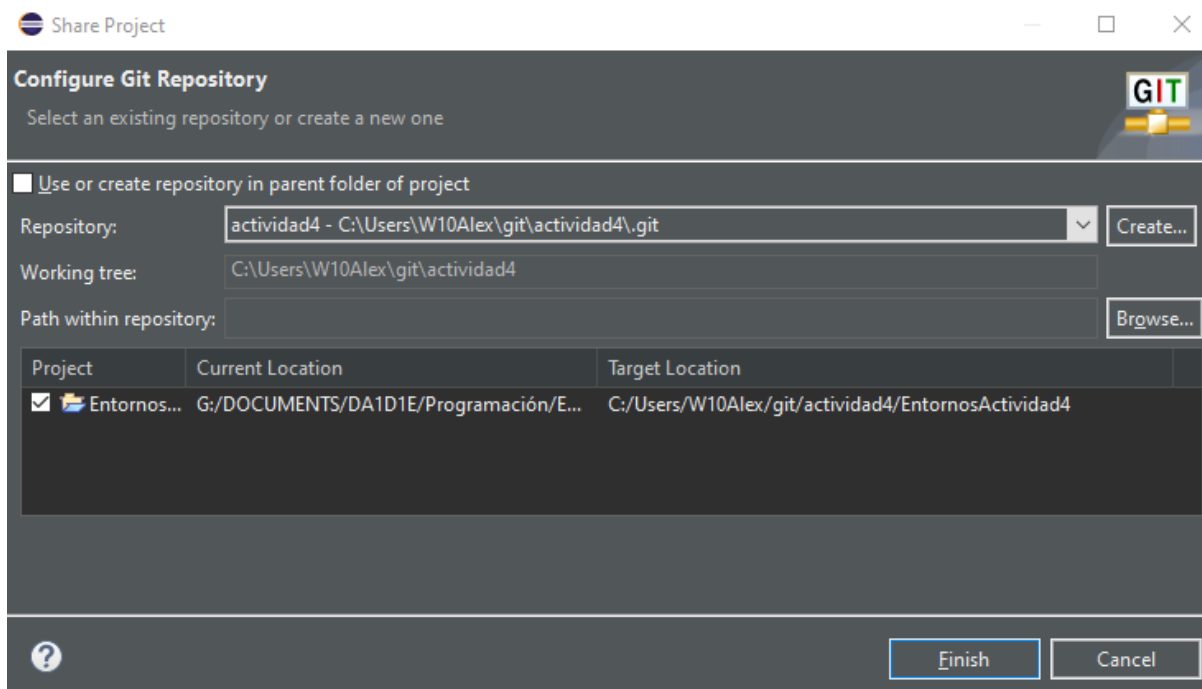 Share Project
Configure Git Repository
Select an existing repository or create a new one
GIT
Use or create repository in parent folder of project
Repository: actividad4 - C:\Users\W10Alex\git\actividad4\.git Create...
Working tree: C:\Users\W10Alex\git\actividad4
Path within repository: Browse...
Project Current Location Target Location
Entornos... G:/DOCUMENTS/DA1D1E/Programación/E... C:/Users/W10Alex/git/actividad4/EntornosActividad4
? Finish Cancel